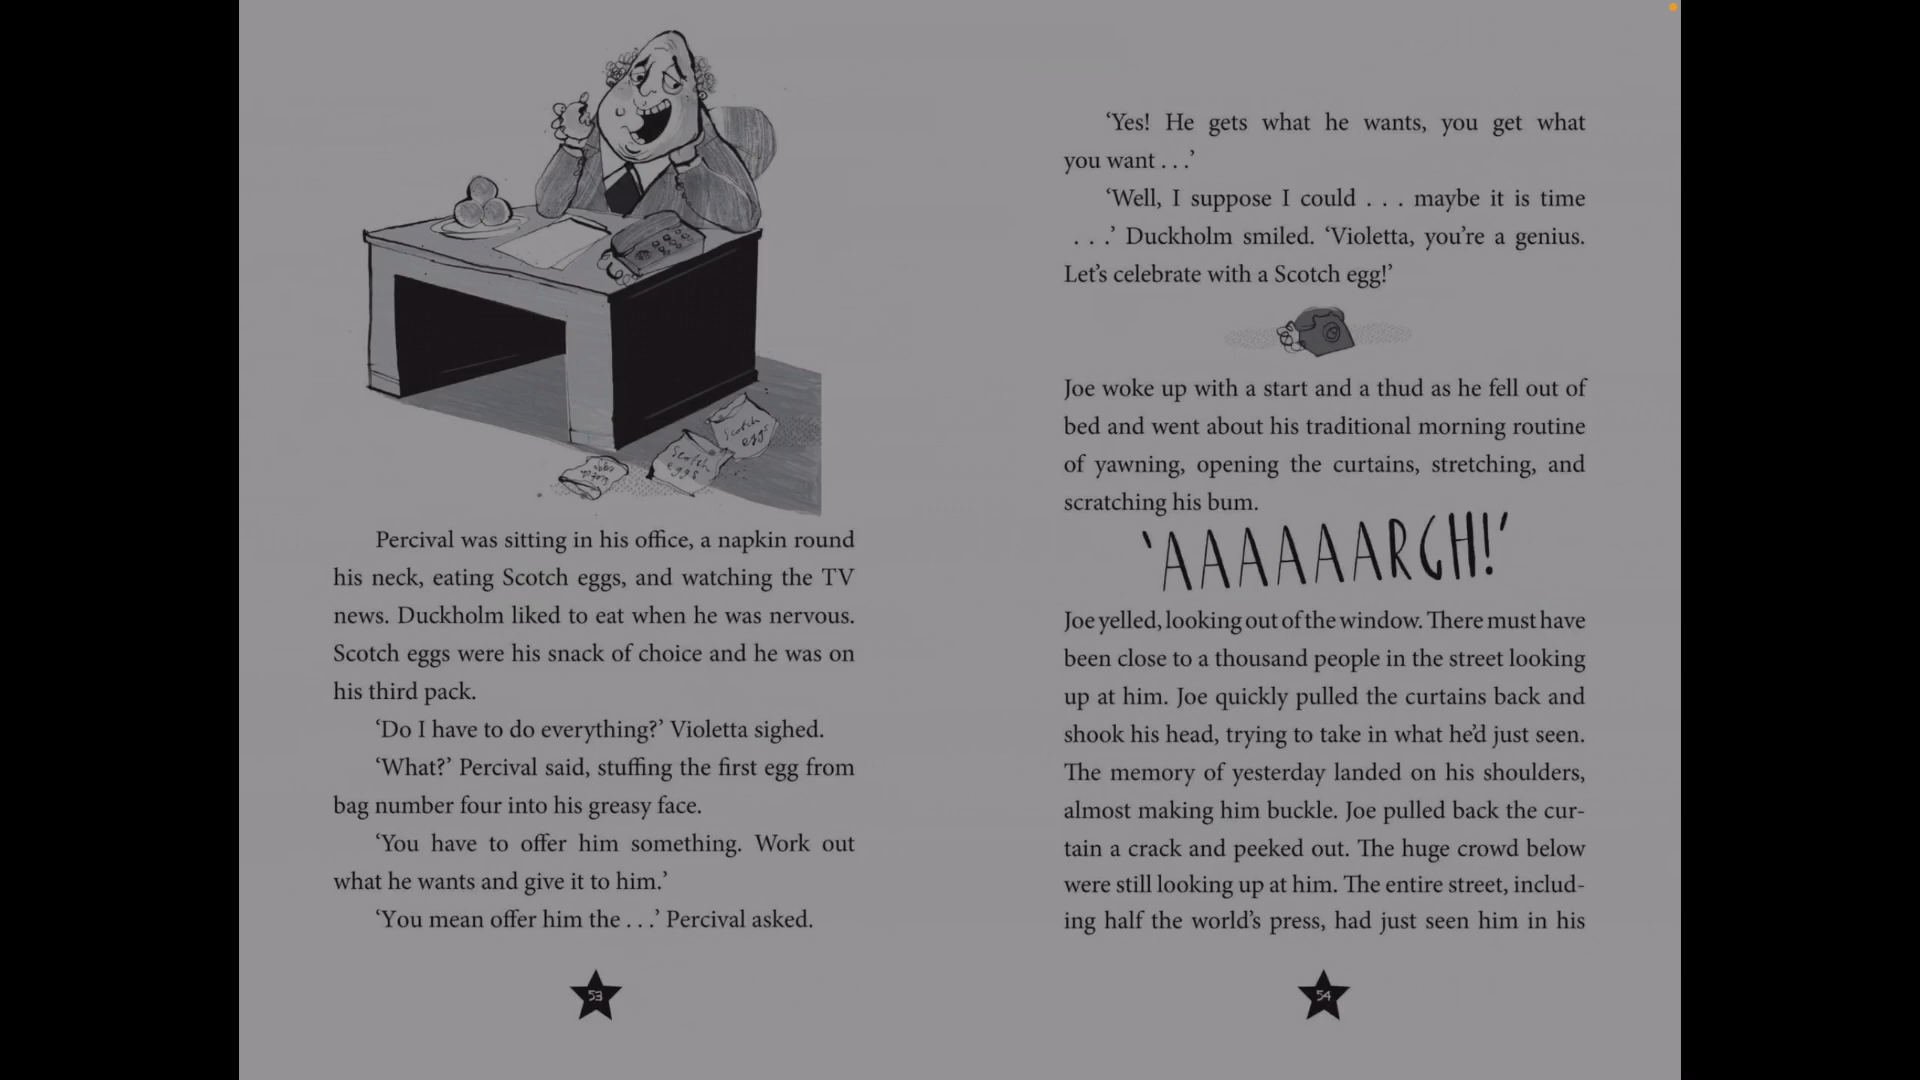 Scotch
eggs
Scotch
eggs
Percival was sitting in his office, a napkin round
his neck, eating Scotch eggs, and watching the TV
news. Duckholm liked to eat when he was nervous.
Scotch eggs were his snack of choice and he was on
his third pack.
‘Do I have to do everything?’ Violetta sighed.
‘What?’ Percival said, stuffing the first egg from
bag number four into his greasy face.
‘You have to offer him something. Work out
what he wants and give it to him.’
‘You mean offer him the . . .’ Percival asked.
53
‘Yes! He gets what he wants, you get what
you want . . .’
‘Well, I suppose I could . . . maybe it is time
. . .’ Duckholm smiled. ‘Violetta, you’re a genius.
Let’s celebrate with a Scotch egg!’
Joe woke up with a start and a thud as he fell out of
bed and went about his traditional morning routine
of yawning, opening the curtains, stretching, and
scratching his bum.
‘AAAAAARGH!’
Joe yelled, looking out of the window. There must have
been close to a thousand people in the street looking
up at him. Joe quickly pulled the curtains back and
shook his head, trying to take in what he’d just seen.
The memory of yesterday landed on his shoulders,
almost making him buckle. Joe pulled back the cur-
tain a crack and peeked out. The huge crowd below
were still looking up at him. The entire street, includ-
ing half the world’s press, had just seen him in his
54